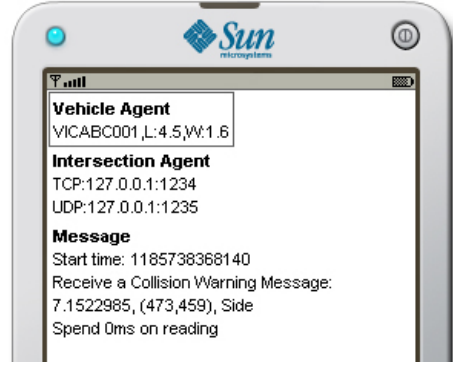 Sun
microsystems
Vehicle Agent
VICABC001,L:4.5,W:1.6
Intersection Agent
TCP:127.0.0.1:1234
UDP:127.0.0.1:1235
Message
Start time: 1185738368140
Receive a Collision Warning Message:
7.1522985, (473,459), Side
Spend 0ms on reading